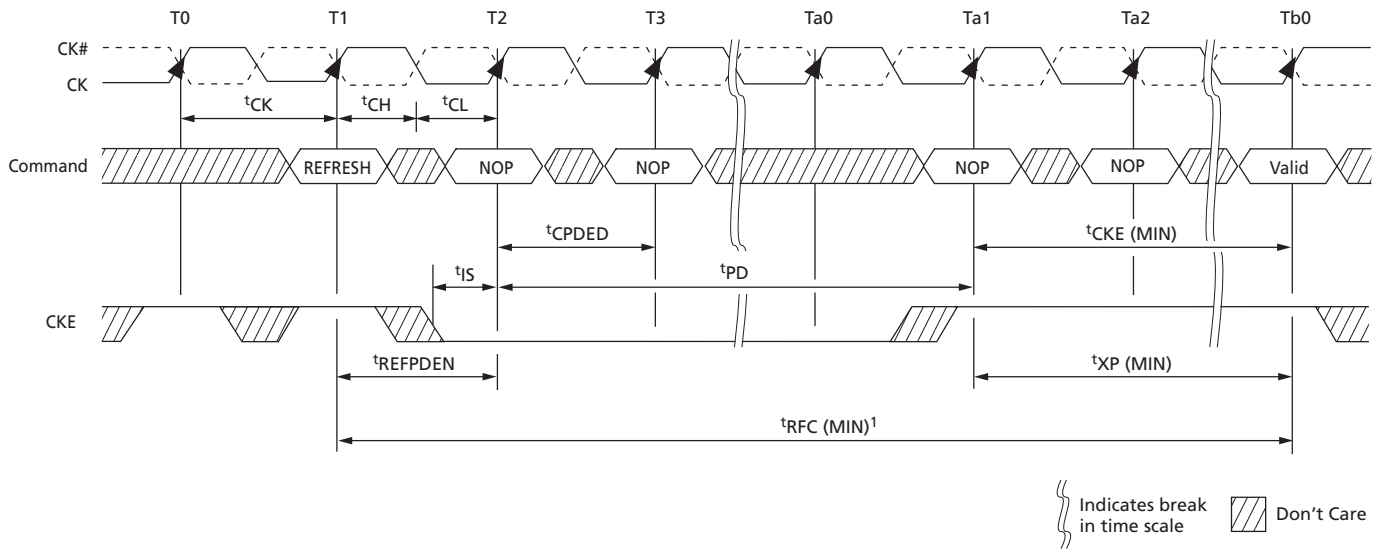 T0 T1 T2 T3 Ta0 Ta1 Ta2 Tb0
CK#
CK
tCK tCH tCL
Command REFRESH NOP NOP NOP NOP Valid
tCPDED tCKE (MIN)
tIS tPD
CKE
tREFPDEN tXP (MIN)
tRFC (MIN)1
Indicates break
in time scale
Don't Care